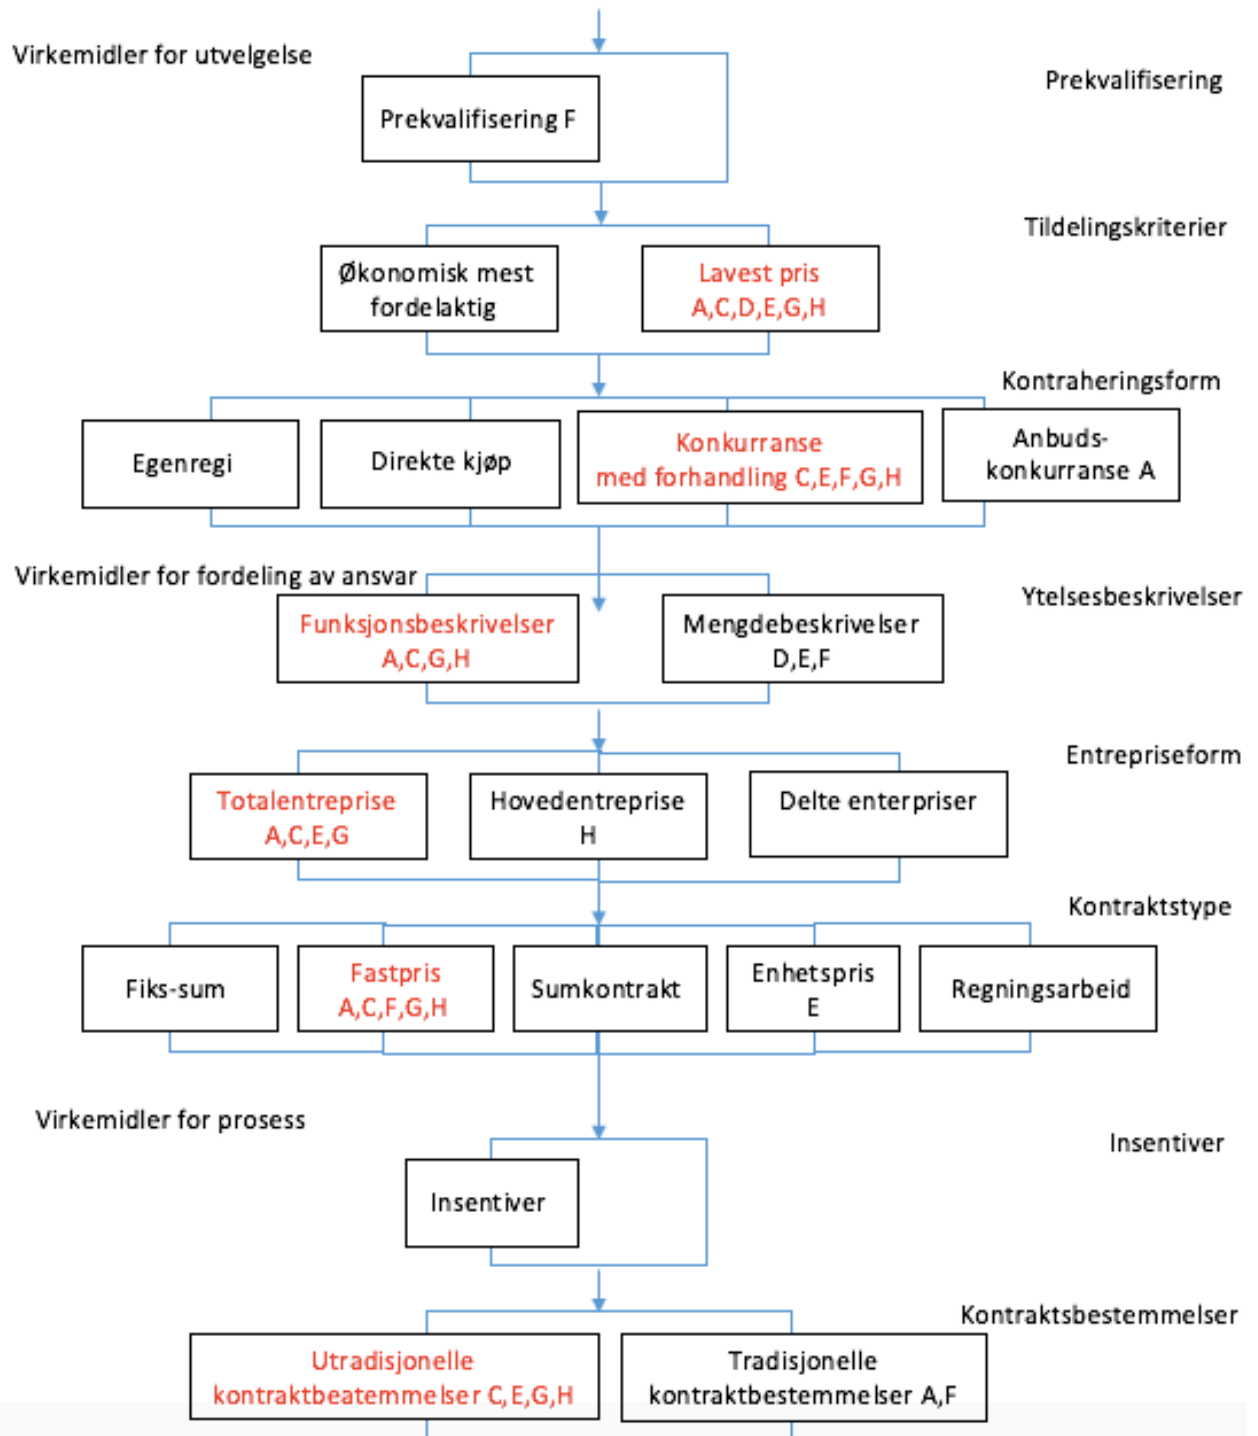 Virkemidler for utvelgelse
Prekvalifisering
Prekvalifisering F
Tildelingskriterier
Økonomisk mest
fordelaktig
Lavest pris
A,C,D,E,G,H
Kontraheringsform
Egenregi
Direkte kjøp
Konkurranse
med forhandling C,E,F,G,H
Anbuds-
konkurranse A
Virkemidler for fordeling av ansvar
Ytelsesbeskrivelser
Funksjonsbeskrivelser
A,C,G,H
Mengdebeskrivelser
D,E,F
Entrepriseform
Totalentreprise
A,C,E,G
Hovedentreprise
H
Delte enterpriser
Kontraktstype
Fiks-sum
Fastpris
A,C,F,G,H
Sumkontrakt
Enhetspris
E
Regningsarbeid
Virkemidler for prosess
Insentiver
Insentiver
Kontraktsbestemmelser
Utradisjonelle
kontraktbeatemmelser C,E,G,H
Tradisjonelle
kontraktbestemmelser A,F